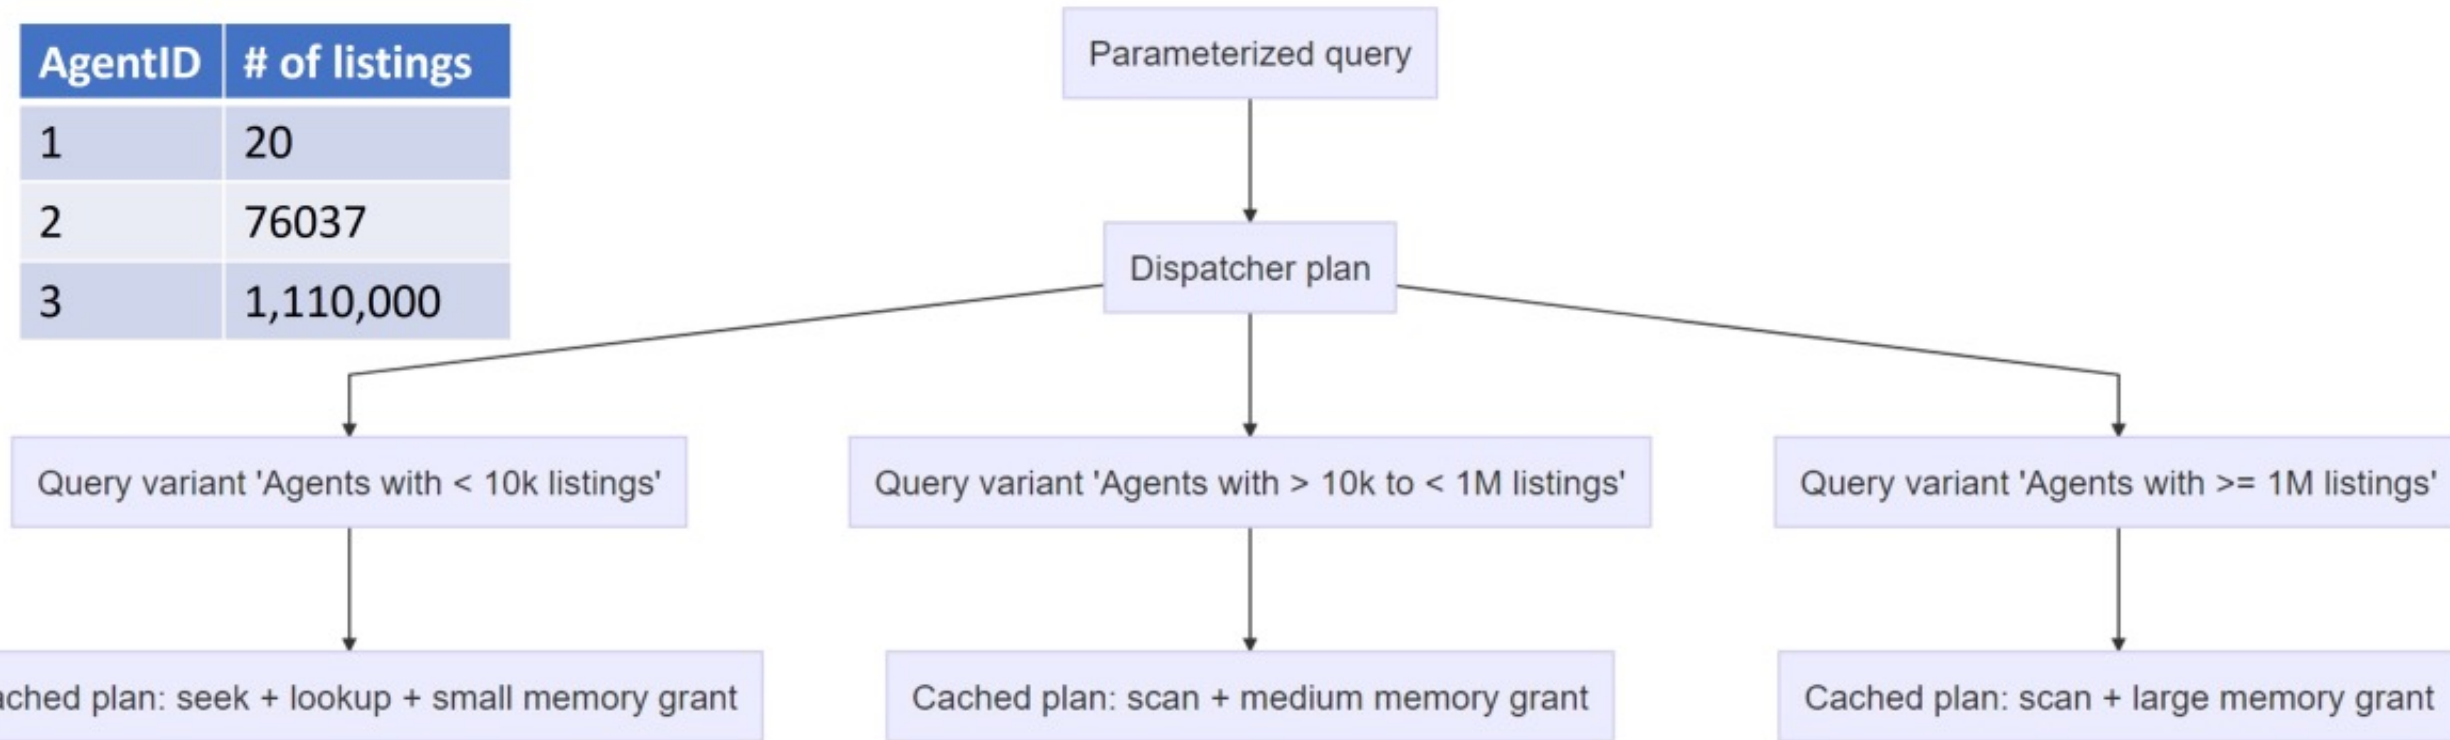 AgentID # of listings
1 20
2 76037
3 1,110,000
Parameterized query
Dispatcher plan
Query variant 'Agents with < 10k listings'
Query variant 'Agents with > 10k to < 1M listings'
Query variant 'Agents with >= 1M listings'
ached plan: seek + lookup + small memory grant
Cached plan: scan + medium memory grant
Cached plan: scan + large memory grant